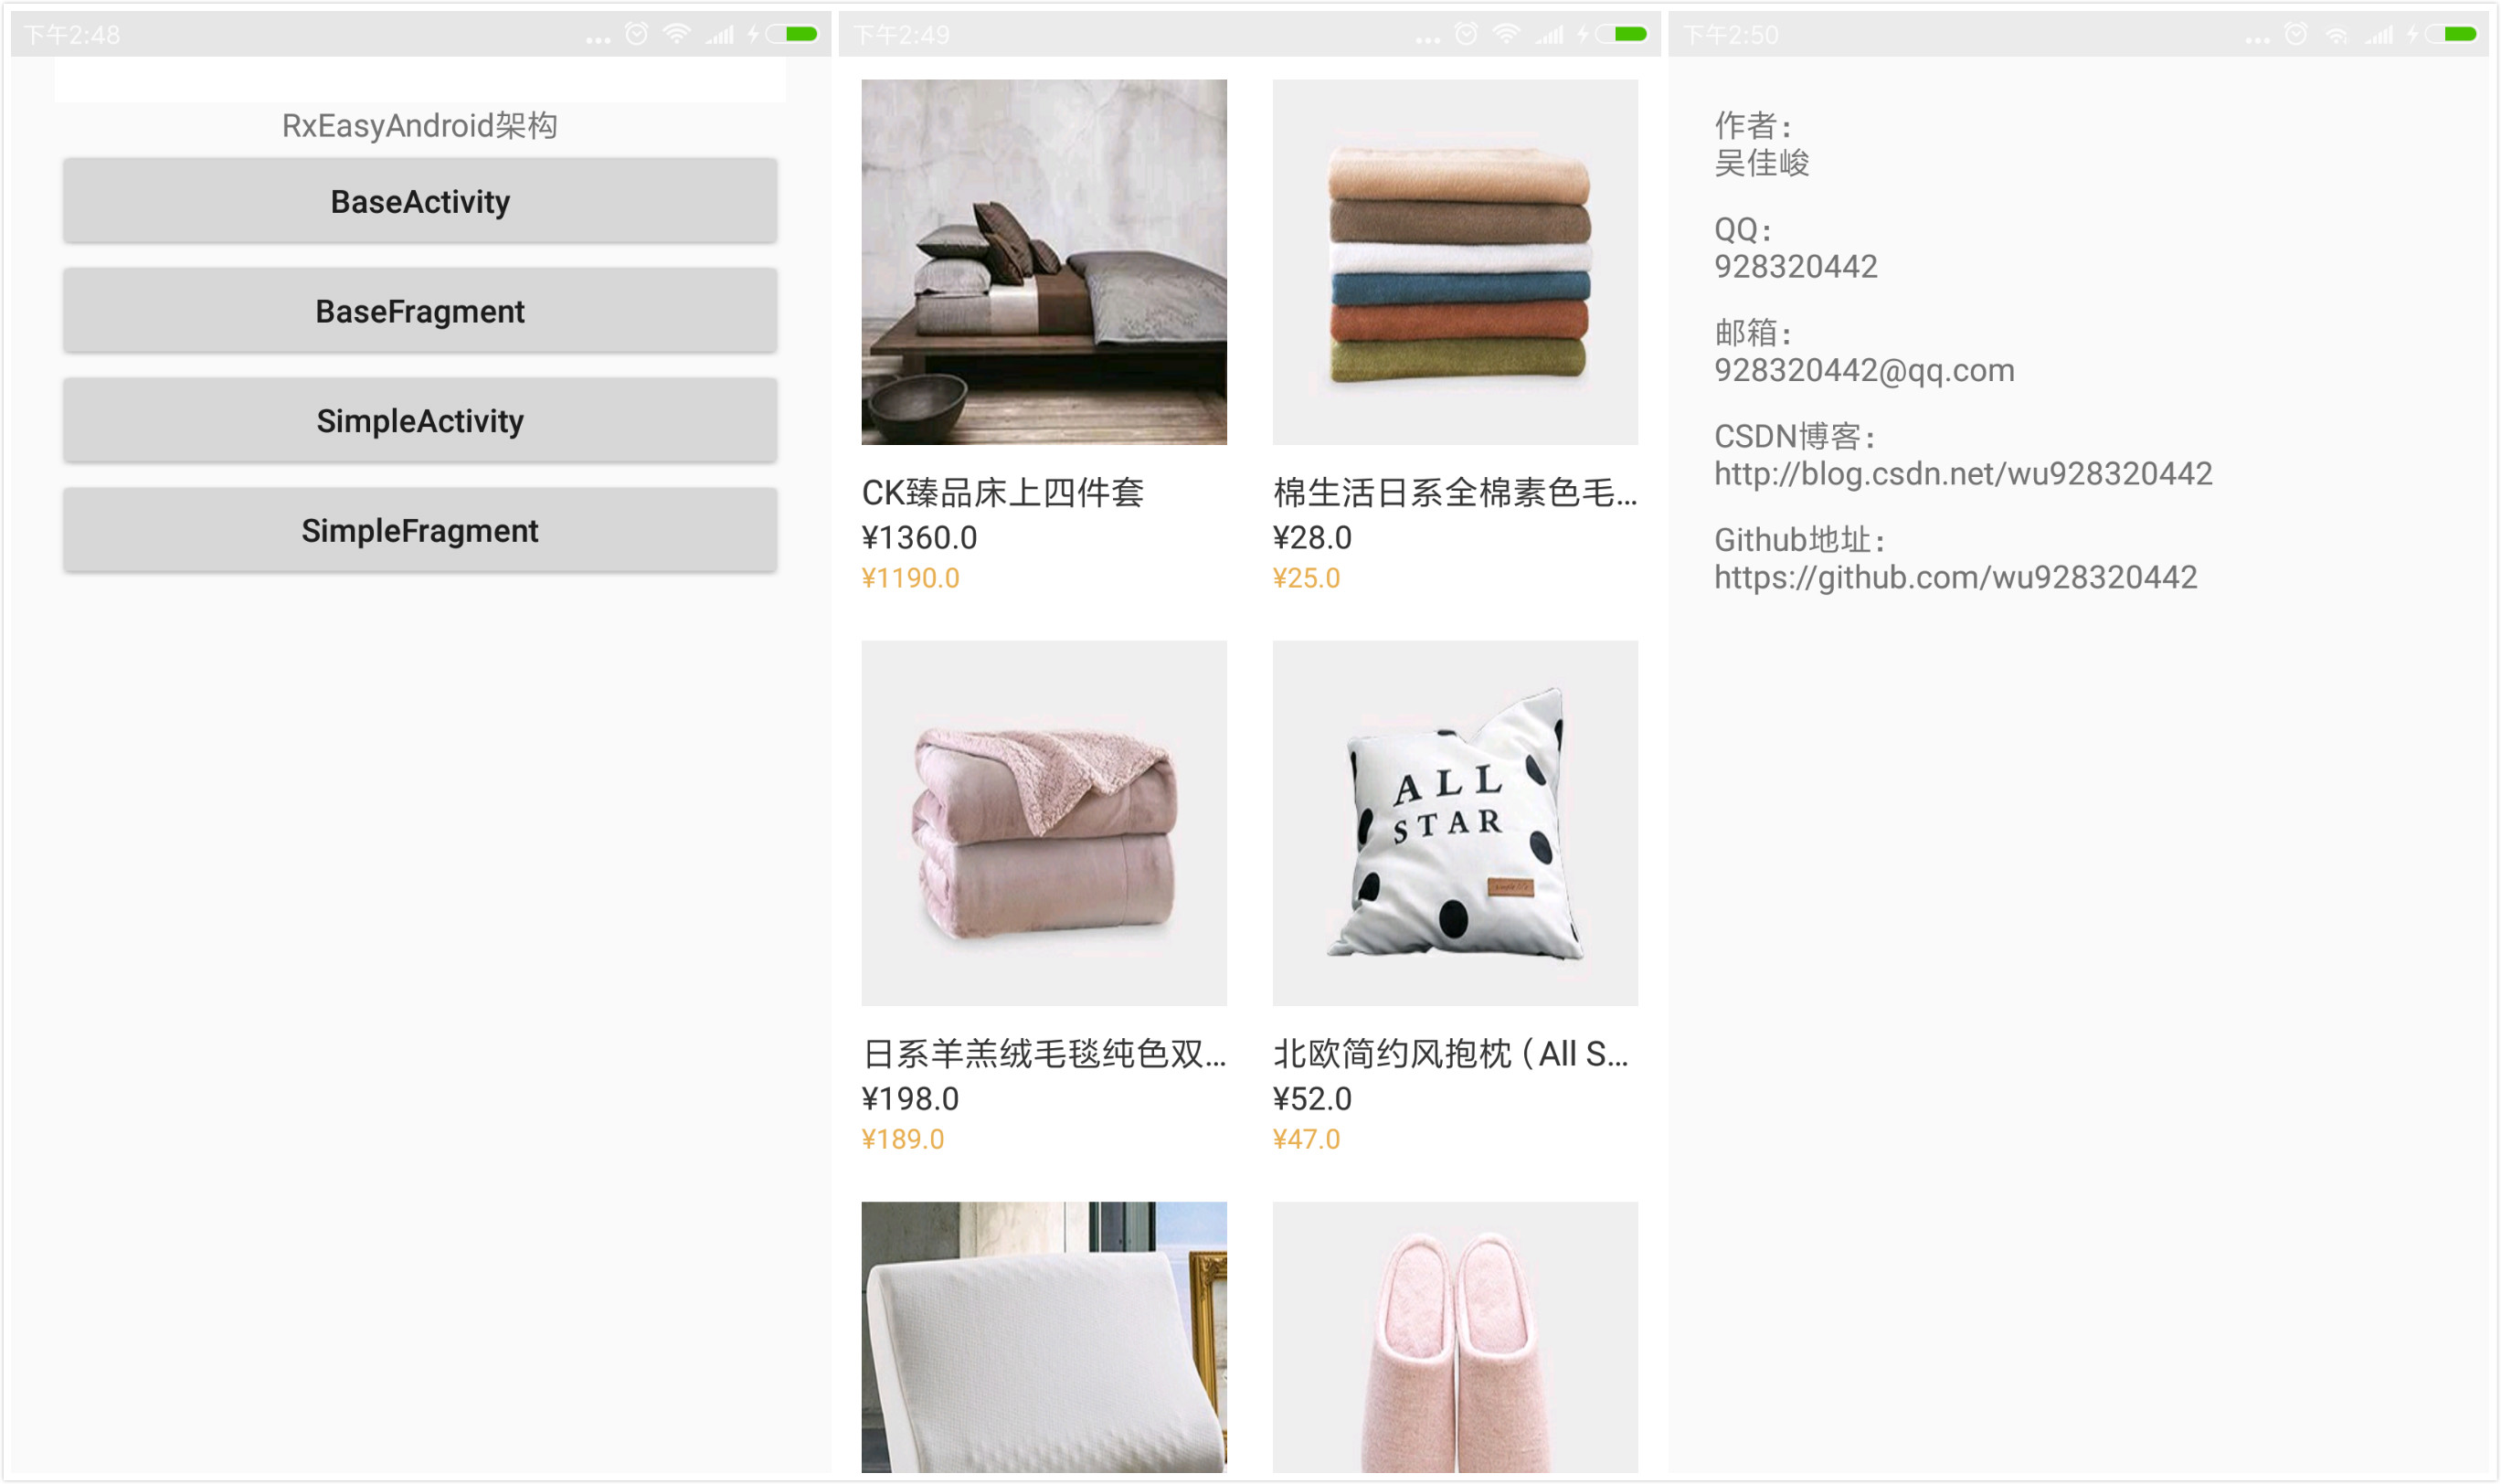 下午2:48
RxEasyAndroid架构
BaseActivity
BaseFragment
SimpleActivity
SimpleFragment
下午2:49
CK臻品床上四件套
¥1360.0
¥1190.0
棉生活日系全棉素色毛...
¥28.0
¥25.0
ALL
STAR
日系羊羔绒毛毯纯色双...
¥198.0
¥189.0
北欧简约风抱枕（All S...
¥52.0
¥47.0
下午2:50
作者：
吴佳峻
QQ：
928320442
邮箱：
928320442@qq.com
CSDN博客：
http://blog.csdn.net/wu928320442
Github地址：
https://github.com/wu928320442